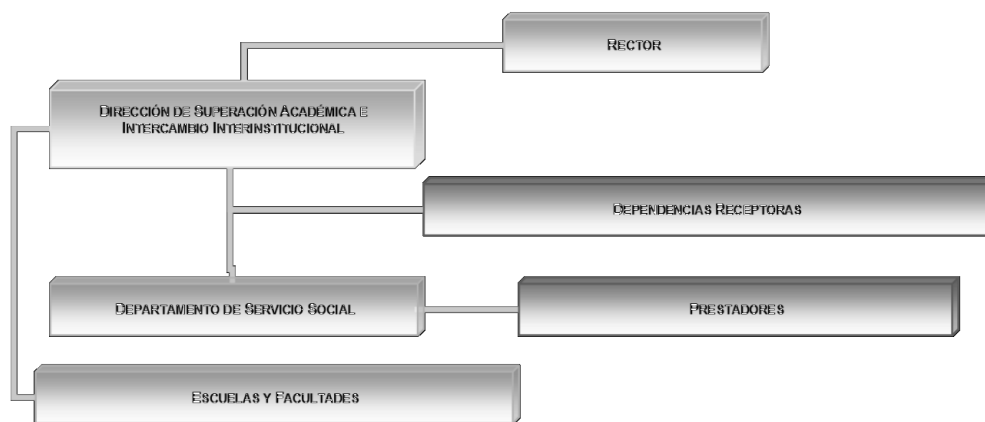 RECTOR
DIRECCIÓN DE SUPERACIÓN ACADÉMICA E
INTERCAMBIO INTERINSTITUCIONAL
DEPENDENCIAS RECEPTORAS
DEPARTAMENTO DE SERVICIO SOCIAL
PRESTADORES
ESCUELAS Y FACULTADES